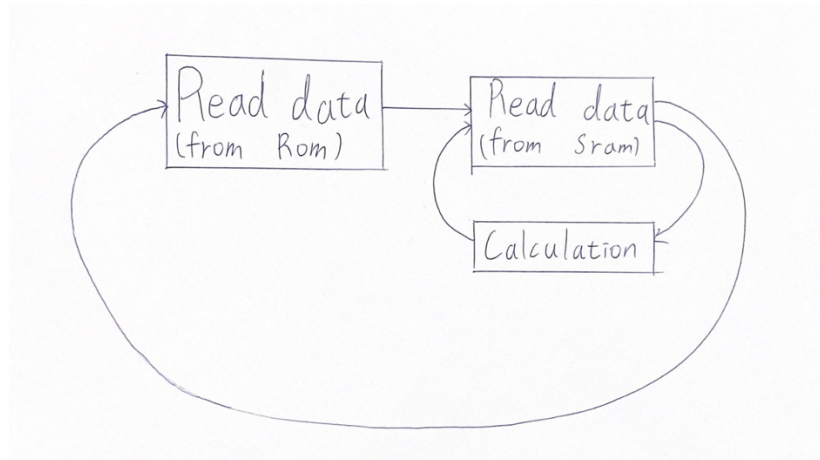 Read data
(from Rom)
Read data
(from Sram)
Calculation